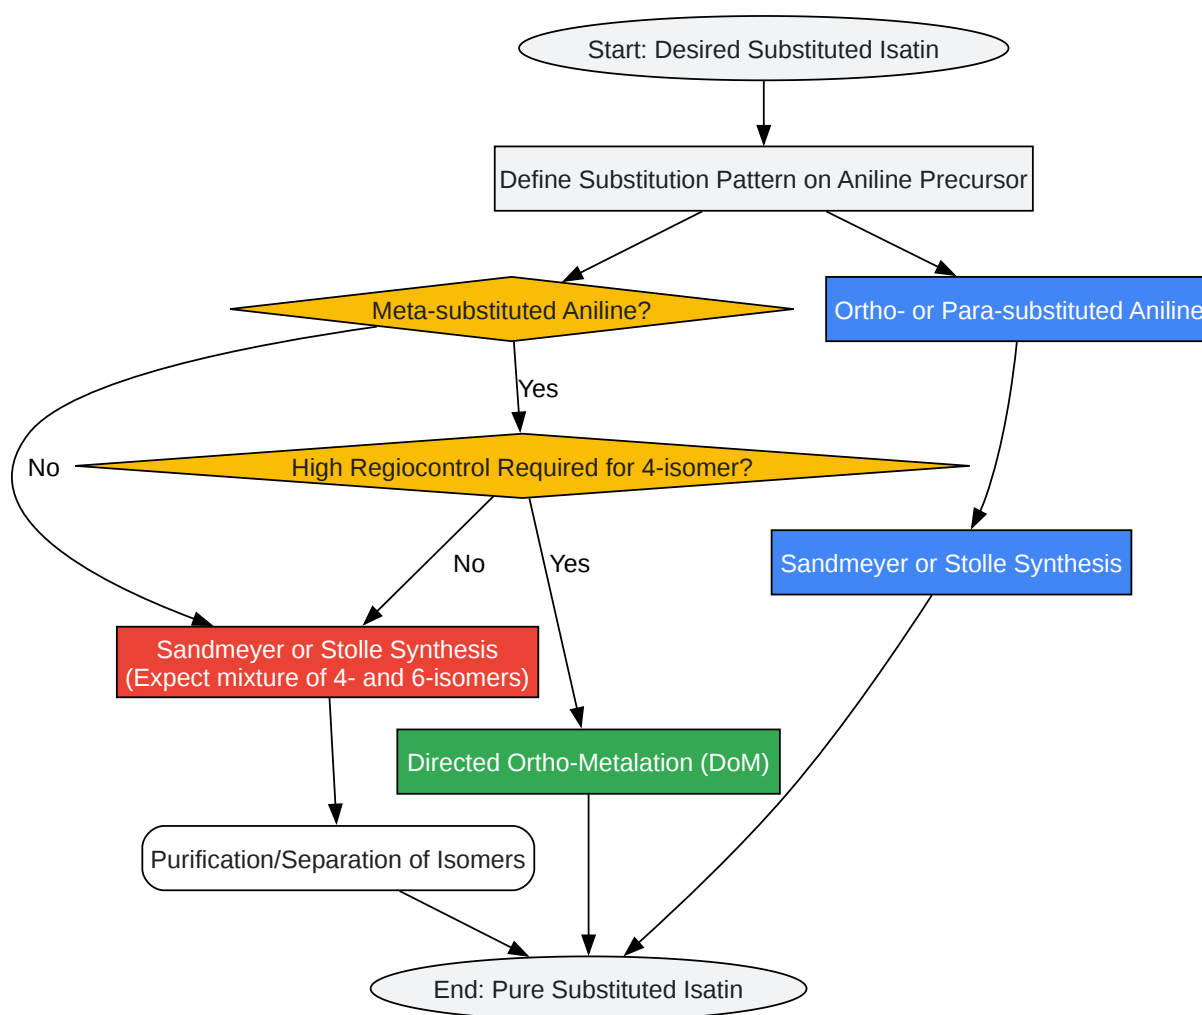 Start: Desired Substituted Isatin
Define Substitution Pattern on Aniline Precursor
Meta-substituted Aniline?
Ortho- or Para-substituted Aniline
Yes
No
High Regiocontrol Required for 4-isomer?
No
Yes
Sandmeyer or Stolle Synthesis
Sandmeyer or Stolle Synthesis
(Expect mixture of 4- and 6-isomers)
Directed Ortho-Metalation (DoM)
Purification/Separation of Isomers
End: Pure Substituted Isatin